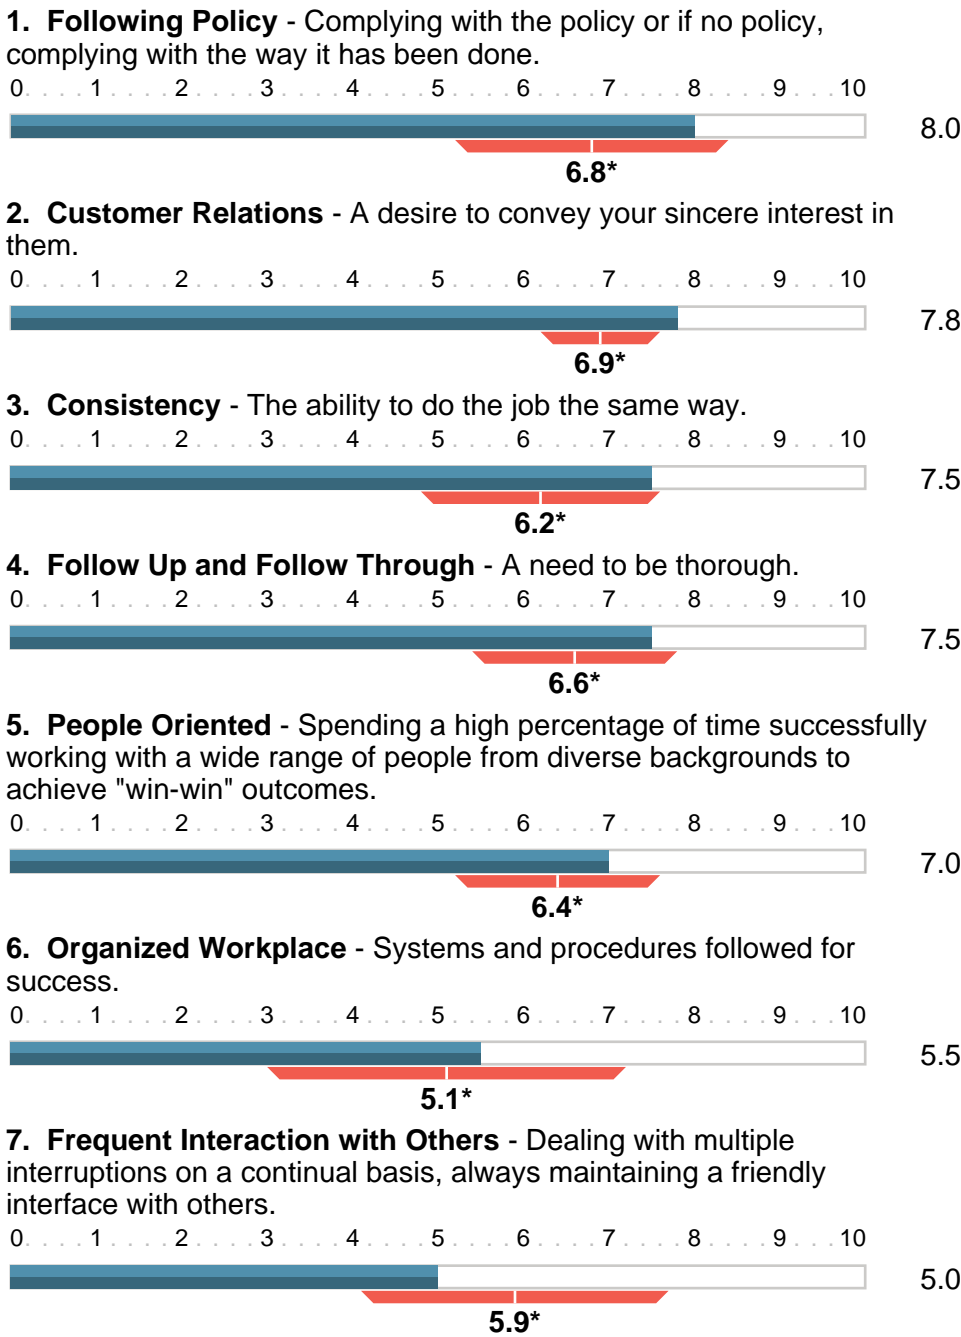 1. Following Policy - Complying with the policy or if no policy,
complying with the way it has been done.
0. . . . 1 . . . . 2 . . . . 3 . . . . 4 . . . . 5 . . . . 6 . . . . 7 . . . . 8 . . . . 9 . . . 10
8.0
6.8*
2. Customer Relations - A desire to convey your sincere interest in
them.
0. . . . 1 . . . . 2 . . . . 3 . . . . 4 . . . . 5 . . . . 6 . . . . 7 . . . . 8 . . . . 9 . . . 10
7.8
6.9*
3. Consistency - The ability to do the job the same way.
0. . . . 1 . . . . 2 . . . . 3 . . . . 4 . . . . 5 . . . . 6 . . . . 7 . . . . 8 . . . . 9 . . . 10
7.5
6.2*
4. Follow Up and Follow Through - A need to be thorough.
0. . . . 1 . . . . 2 . . . . 3 . . . . 4 . . . . 5 . . . . 6 . . . . 7 . . . . 8 . . . . 9 . . . 10
7.5
6.6*
5. People Oriented - Spending a high percentage of time successfully
working with a wide range of people from diverse backgrounds to
achieve "win-win" outcomes.
0. . . . 1 . . . . 2 . . . . 3 . . . . 4 . . . . 5 . . . . 6 . . . . 7 . . . . 8 . . . . 9 . . . 10
7.0
6.4*
6. Organized Workplace - Systems and procedures followed for
success.
0. . . . 1 . . . . 2 . . . . 3 . . . . 4 . . . . 5 . . . . 6 . . . . 7 . . . . 8 . . . . 9 . . . 10
5.5
5.1*
7. Frequent Interaction with Others - Dealing with multiple
interruptions on a continual basis, always maintaining a friendly
interface with others.
0. . . . 1 . . . . 2 . . . . 3 . . . . 4 . . . . 5 . . . . 6 . . . . 7 . . . . 8 . . . . 9 . . . 10
5.0
5.9*